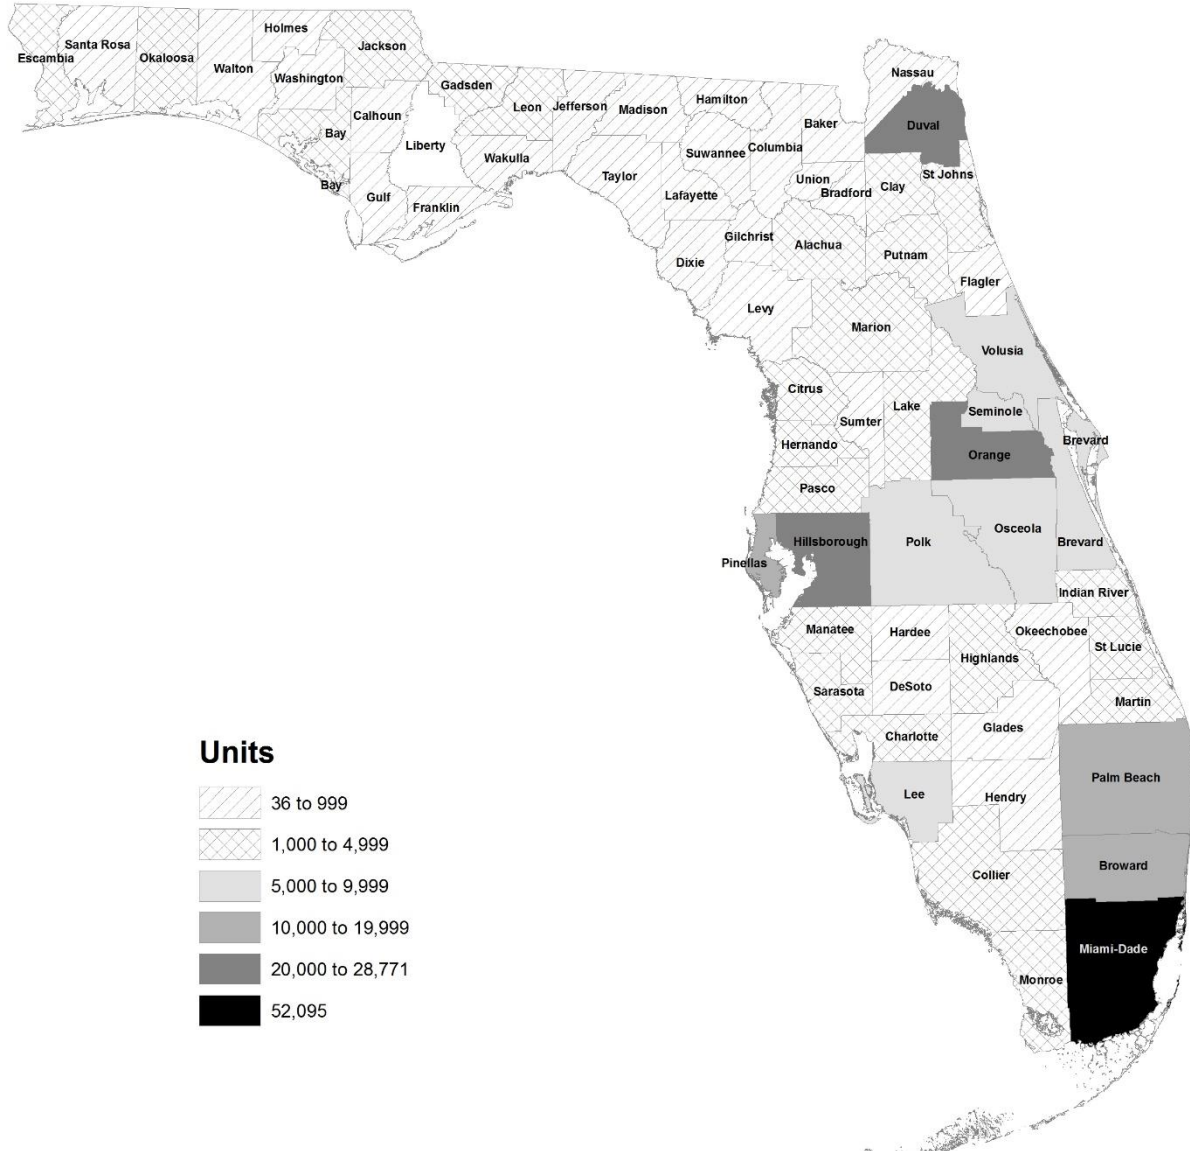 Holmes
Santa Rosa
Jackson
Escambia
Okaloosa
Walton
Washington
Nassau
Gadsden
Hamilton
Leon
Jefferson
Madison
Calhoun
Baker
Duval
Bay
Liberty
Columbia
Suwannee
Wakulla
Taylor
St Johns
Union
Bay
Bradford
Clay
Gulf
Lafayette
Franklin
Gilchrist
Alachua
Putnam
Dixie
Flagler
Levy
Marion
Volusia
Citrus
Lake
Seminole
Sumter
Brevard
Hernando
Orange
Pasco
Osceola
Hillsborough
Polk
Brevard
Pinellas
Indian River
Manatee
Hardee
Okeechobee
St Lucie
Highlands
DeSoto
Sarasota
Martin
Glades
Charlotte
Palm Beach
Lee
Hendry
Broward
Collier
Miami-Dade
Monroe
Units
36 to 999
1,000 to 4,999
5,000 to 9,999
10,000 to 19,999
20,000 to 28,771
52,095